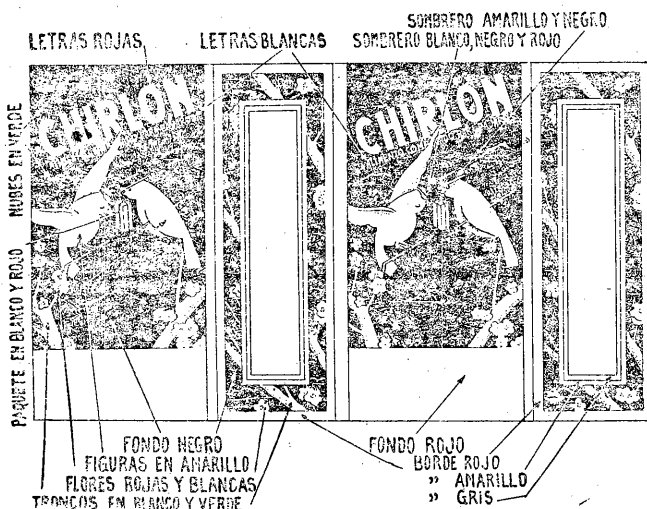 SOMBRERO AMARILLO Y NEGRO
LETRAS ROJAS LETRAS BLANCAS SOMBRERO BLANCO, NEGRO Y ROJO
CHIRLON CHIRLON
NUBES EN VERDE
PAQUETE EN BLANCO Y ROJO
FONDO NEGRO FONDO ROJO
FIGURAS EN AMARILLO BORDE ROJO
FLORES ROJAS Y BLANCAS " AMARILLO
TRONCOS EN BLANCO Y VERDE " GRIS